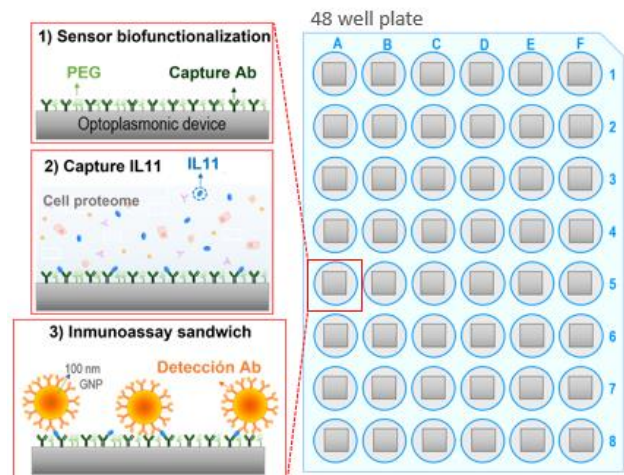 48 well plate
1) Sensor biofunctionalization
PEG
Capture Ab
Optoplasmonic device
2) Capture IL11
IL11
Cell proteome
3) Inmunoassay sandwich
100 nm
GNP
Detección Ab
A B C D E F
1
2
3
4
5
6
7
8